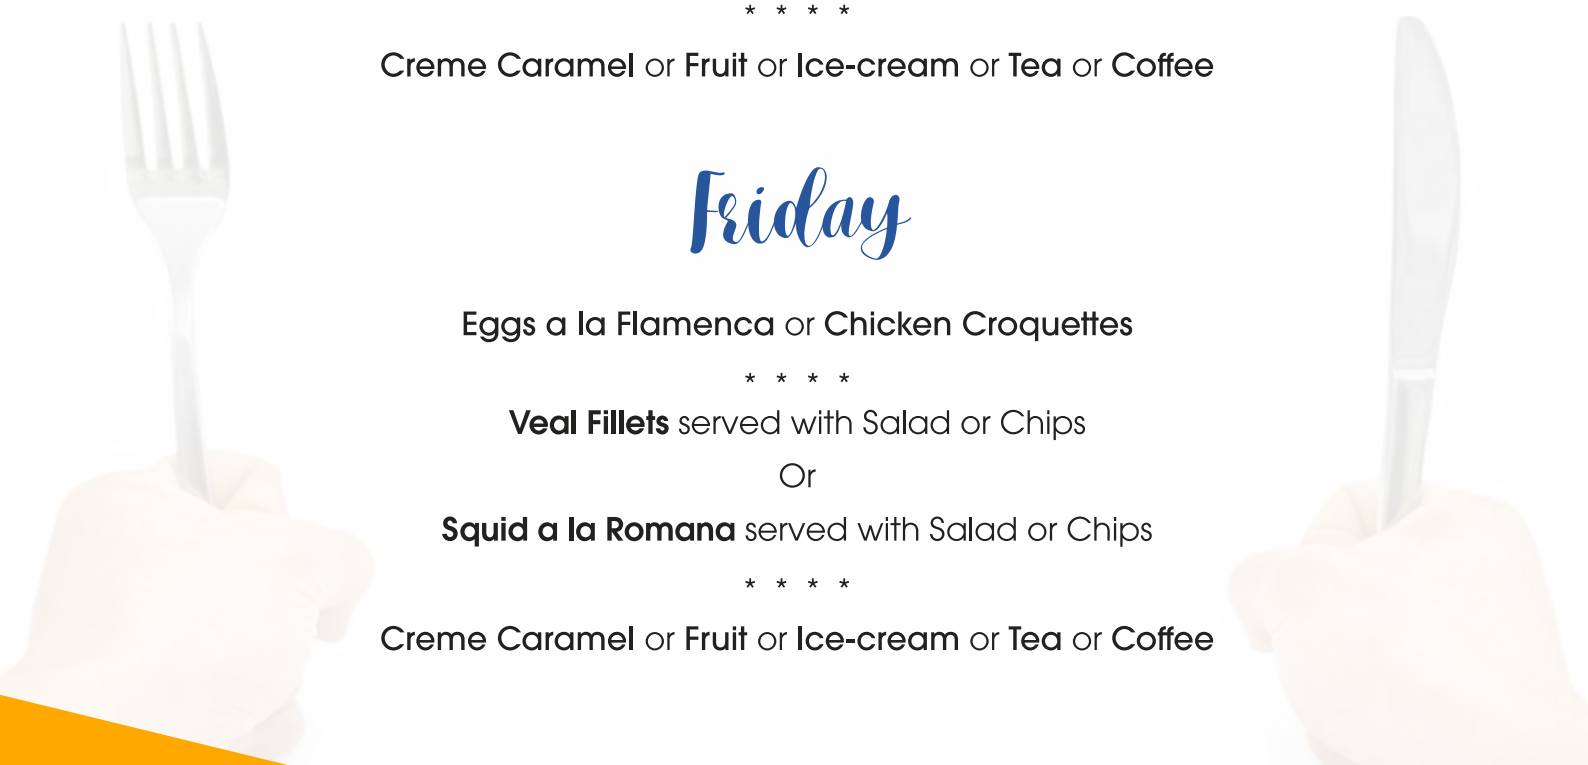 * * * *
Creme Caramel or Fruit or Ice-cream or Tea or Coffee
Friday
Eggs a la Flamenca or Chicken Croquettes
* * * *
Veal Fillets served with Salad or Chips
Or
Squid a la Romana served with Salad or Chips
* * * *
Creme Caramel or Fruit or Ice-cream or Tea or Coffee